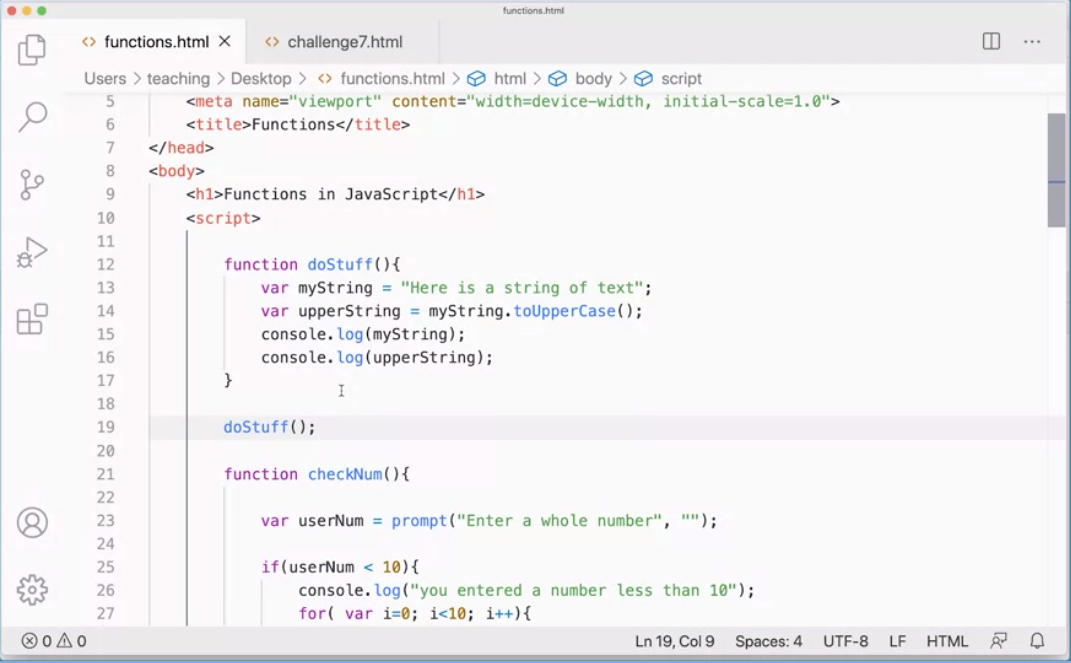 functions.html
functions.html
challenge7.html
Users > teaching > Desktop > functions.html > html > body > script
5 <meta name="viewport" content="width=device-width, initial-scale=1.0">
6 <title>Functions</title>
7 </head>
8 <body>
9 <h1>Functions in JavaScript</h1>
10 <script>
11
12 function doStuff(){
13 var myString = "Here is a string of text";
14 var upperString = myString.toUpperCase();
15 console.log(myString);
16 console.log(upperString);
17 }
18
19 doStuff();
20
21 function checkNum(){
22
23 var userNum = prompt("Enter a whole number", "");
24
25 if(userNum < 10){
26 console.log("you entered a number less than 10");
27 for( var i=0; i<10; i++){
0 0 Ln 19, Col 9 Spaces: 4 UTF-8 LF HTML